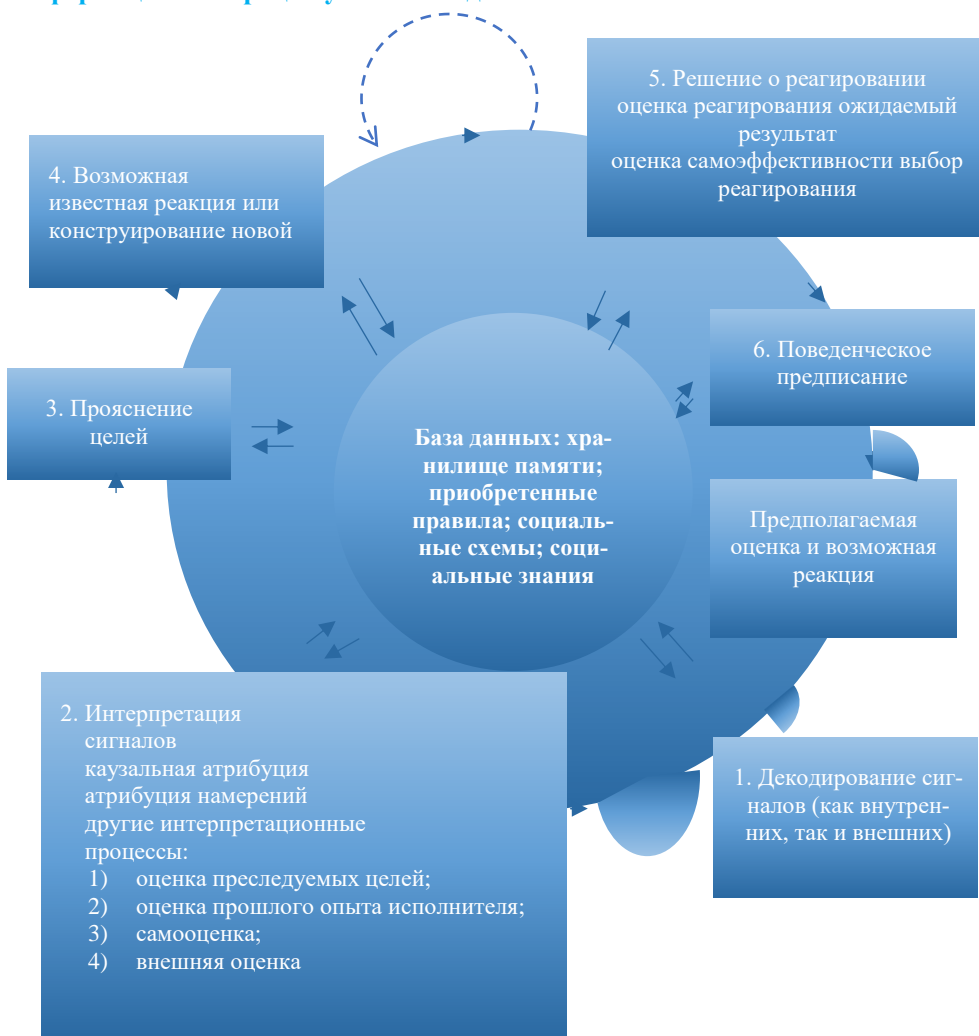 5. Решение о реагировании
оценка реагирования ожидаемый
результат
оценка самоэффективности выбор
реагирования
4. Возможная
известная реакция или
конструирование новой
6. Поведенческое
предписание
3. Прояснение
целей
База данных: хра-
нилище памяти;
приобретенные
правила; социаль-
ные схемы; соци-
альные знания
Предполагаемая
оценка и возможная
реакция
2. Интерпретация
сигналов
каузальная атрибуция
атрибуция намерений
другие интерпретационные
процессы:
1) оценка преследуемых целей;
2) оценка прошлого опыта исполнителя;
3) самооценка;
4) внешняя оценка
1. Декодирование сиг-
налов (как внутрен-
них, так и внешних)